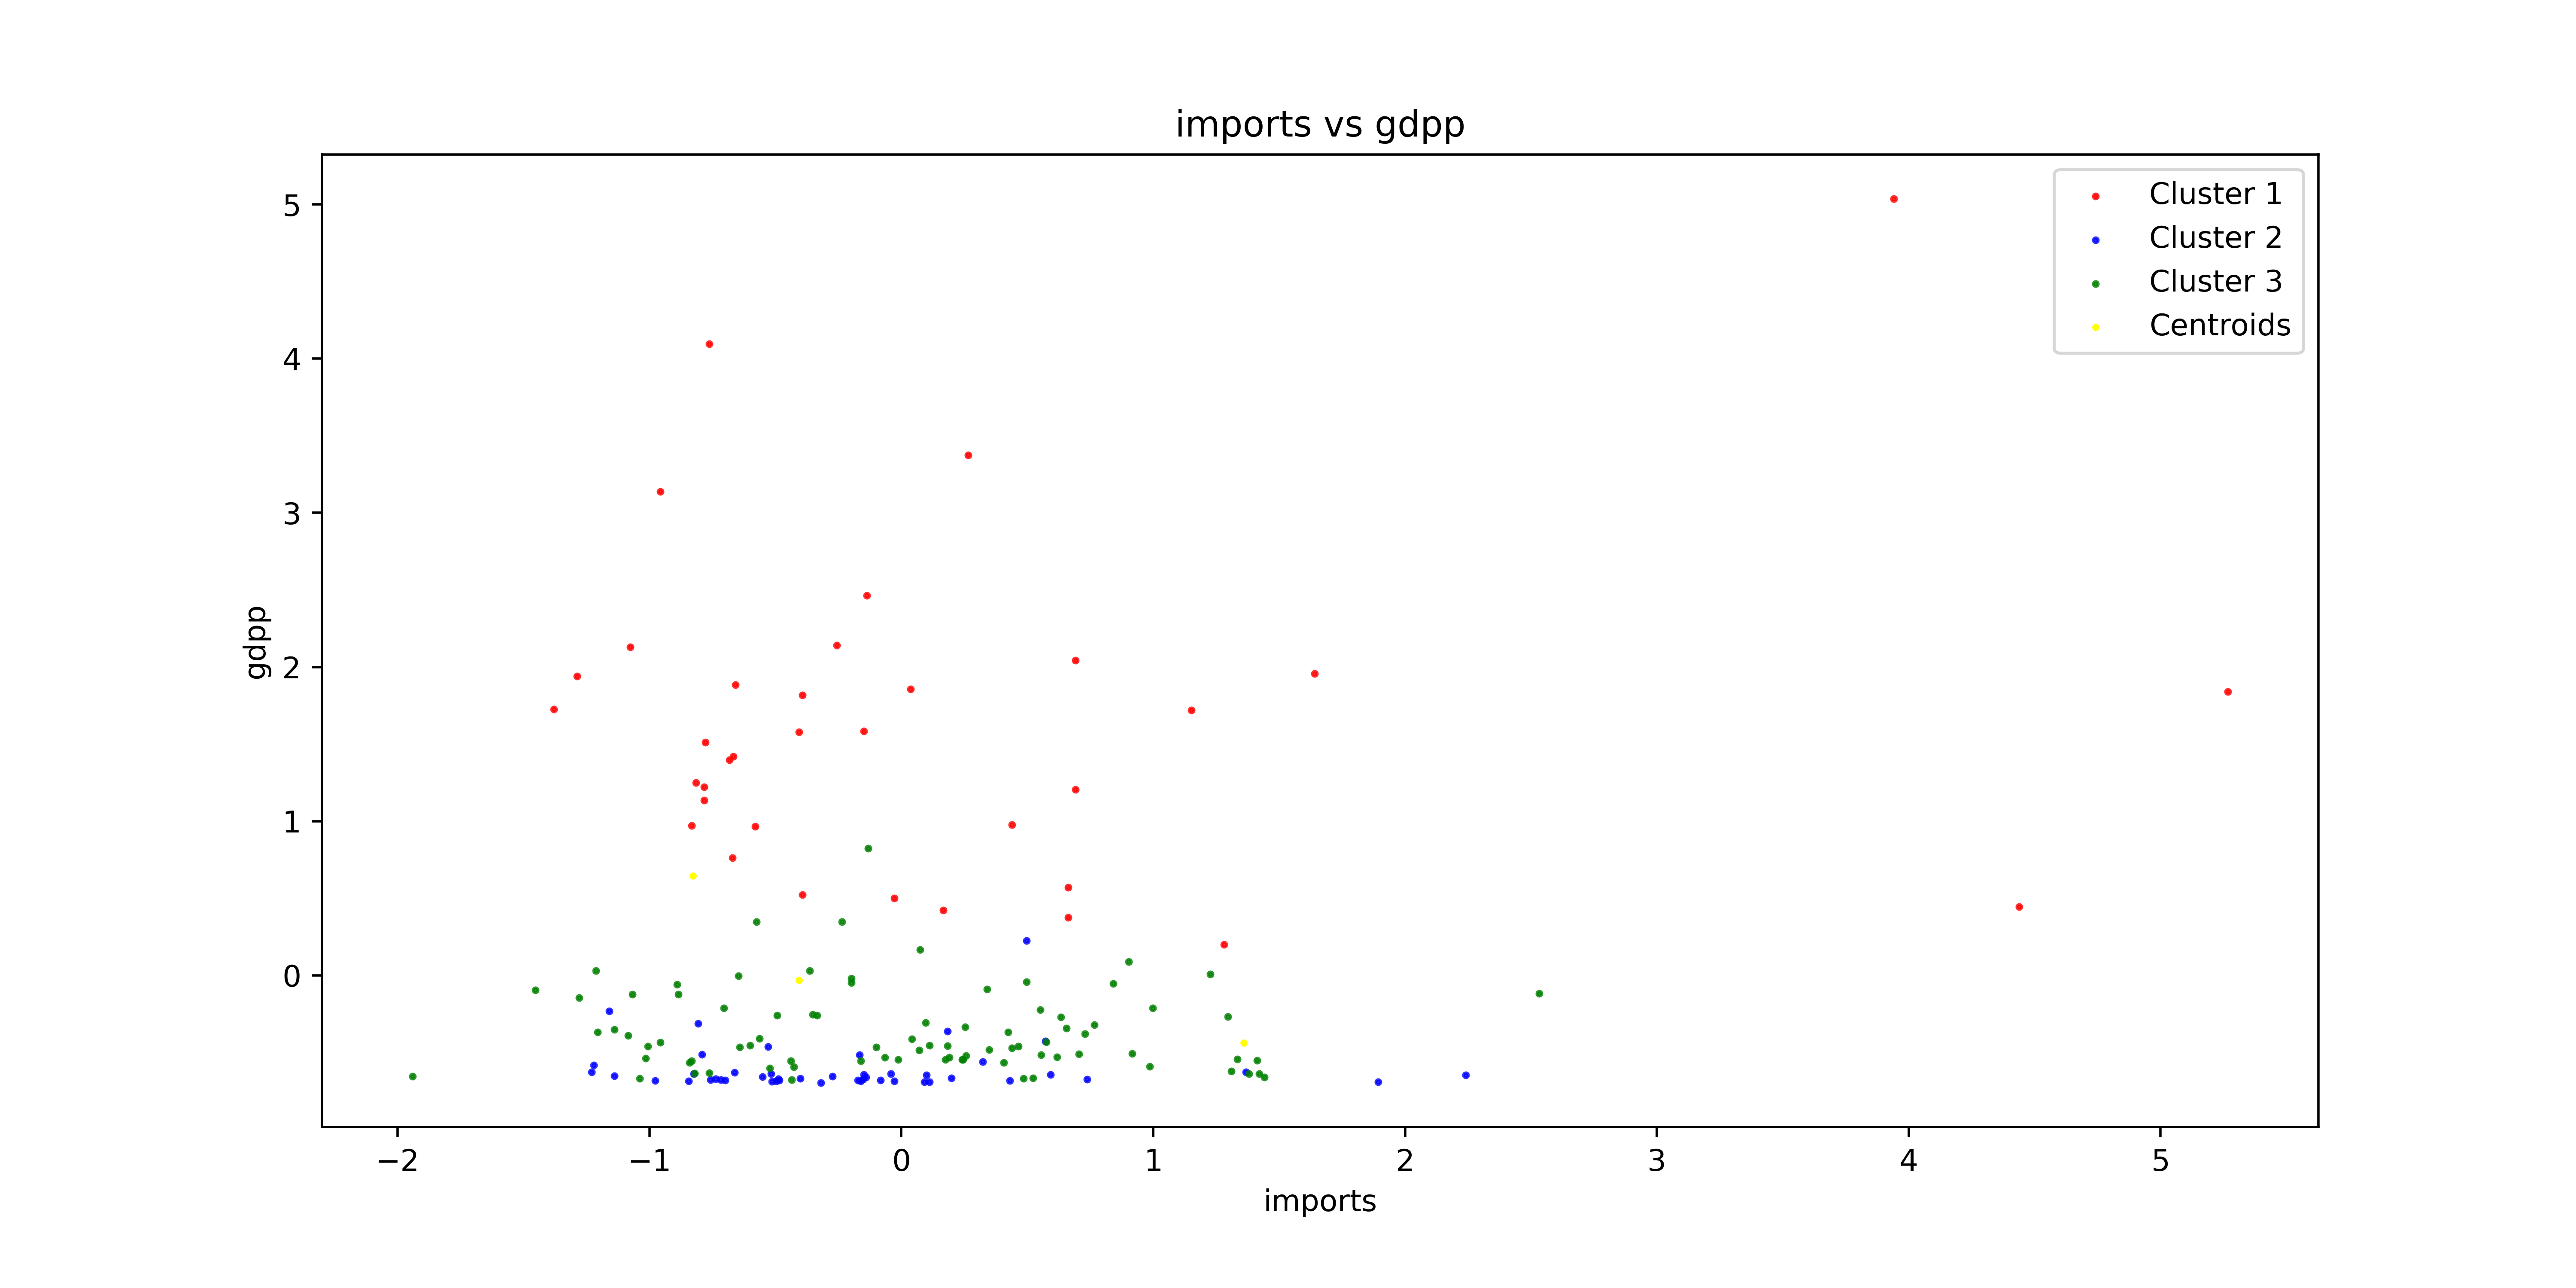 imports vs gdpp
Cluster 1
Cluster 2
Cluster 3
Centroids
5
4
3
2
1
0
gdpp
−2 −1 0 1 2 3 4 5
imports